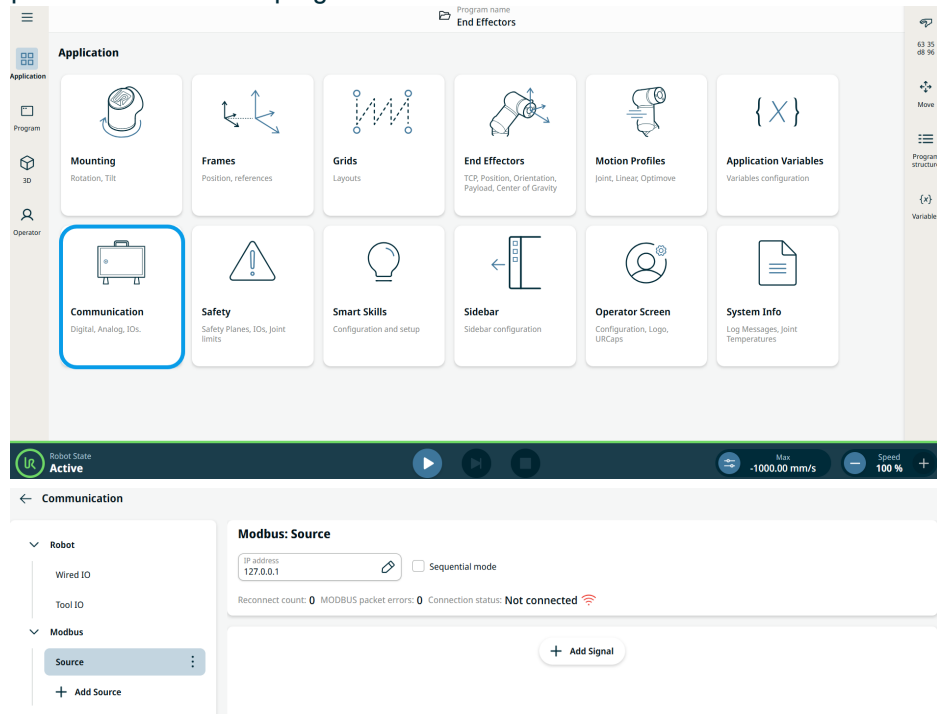 Program name
End Effectors
Application
Application
Program
3D
Operator
Mounting
Rotation, Tilt
Frames
Position, references
Grids
Layouts
End Effectors
TCP, Position, Orientation,
Payload, Center of Gravity
Motion Profiles
Joint, Linear, Optimove
Application Variables
Variables configuration
Communication
Digital, Analog, IOs.
Safety
Safety Planes, IOs, Joint
limits
Smart Skills
Configuration and setup
Sidebar
Sidebar configuration
Operator Screen
Configuration, Logo,
URCaps
System Info
Log Messages, Joint
Temperatures
63 35
d8 96
Move
Program
structure
{x}
Variable
UR
Robot State
Active
Max
-1000.00 mm/s
Speed
100 %
Communication
Robot
Wired IO
Tool IO
Modbus
Source
Add Source
Modbus: Source
IP address
127.0.0.1
Sequential mode
Reconnect count: 0 MODBUS packet errors: 0 Connection status: Not connected
Add Signal